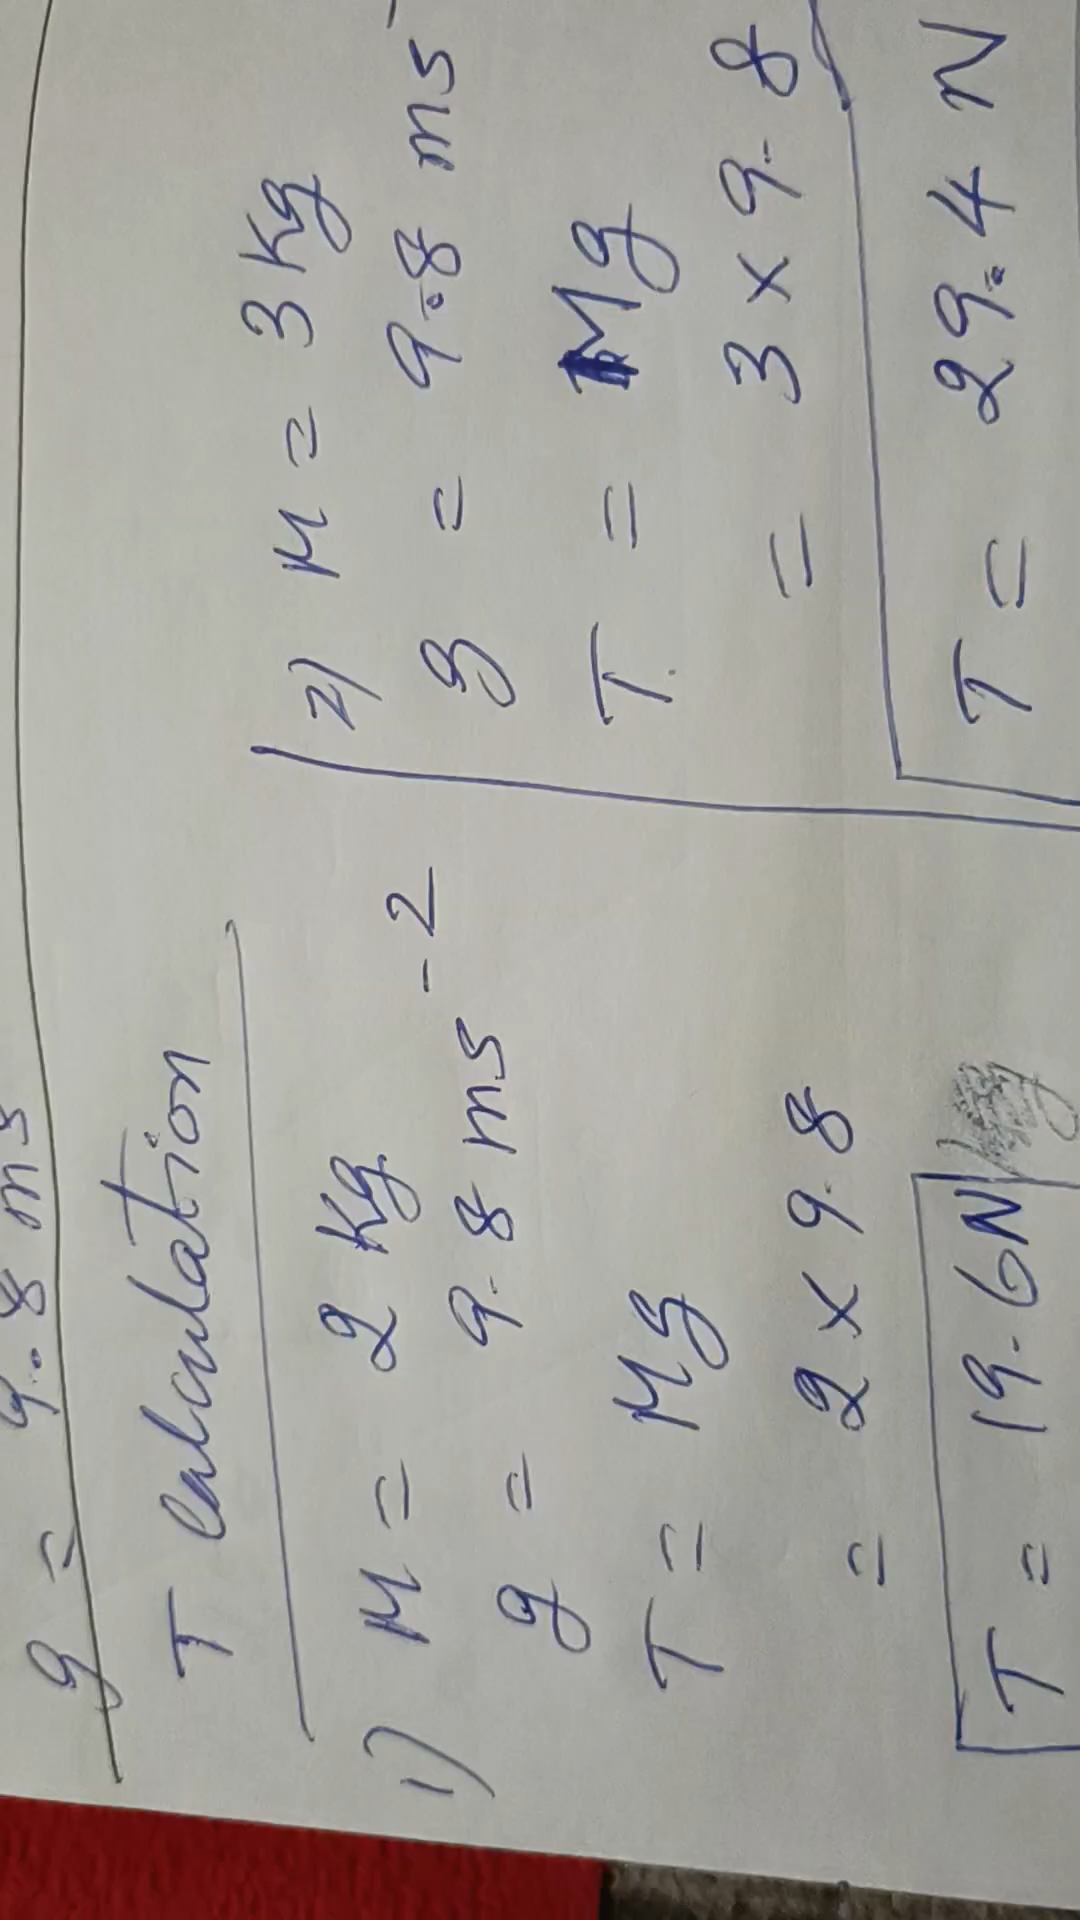 g = 9.8 ms
T Calculation
1) M = 2 Kg
g = 9.8 ms⁻²
T = Mg
= 2 × 9.8
T = 19.6N
2) M = 3 Kg
g = 9.8 ms⁻
T = Mg
= 3 × 9.8
T = 29.4 N